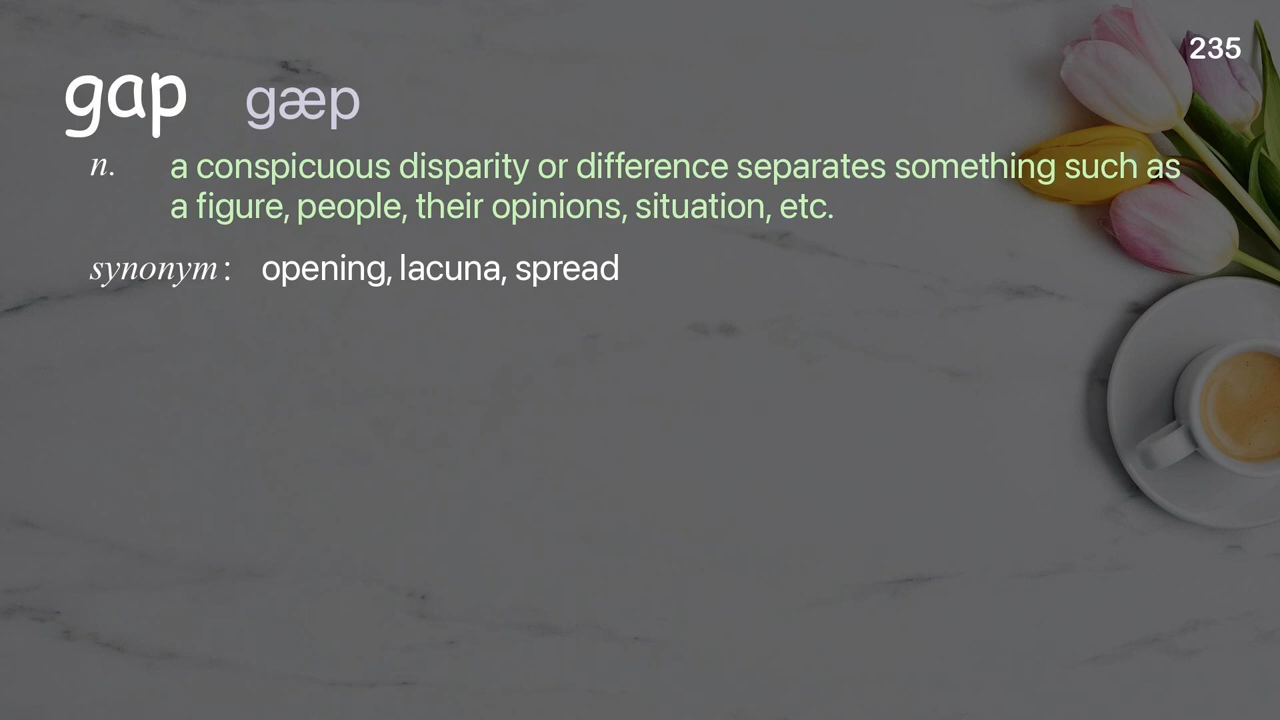 235
gap gæp
n. a conspicuous disparity or difference separates something such as
a figure, people, their opinions, situation, etc.
synonym: opening, lacuna, spread